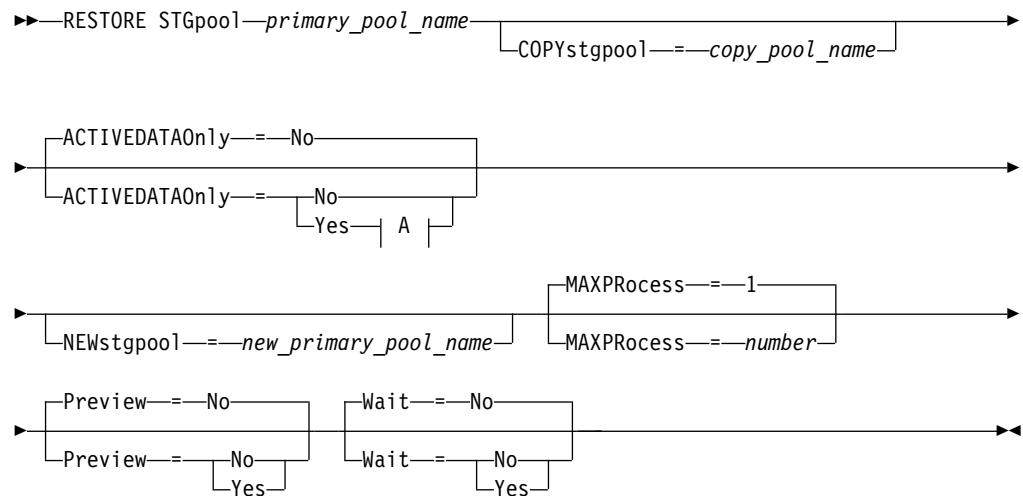 RESTORE STGpool primary_pool_name
COPYstgpool = copy_pool_name
ACTIVEDATAOnly = No
ACTIVEDATAOnly = No
Yes A
MAXPRocess = 1
NEWstgpool = new_primary_pool_name MAXPRocess = number
Preview = No Wait = No
Preview = No Wait = No
Yes Yes